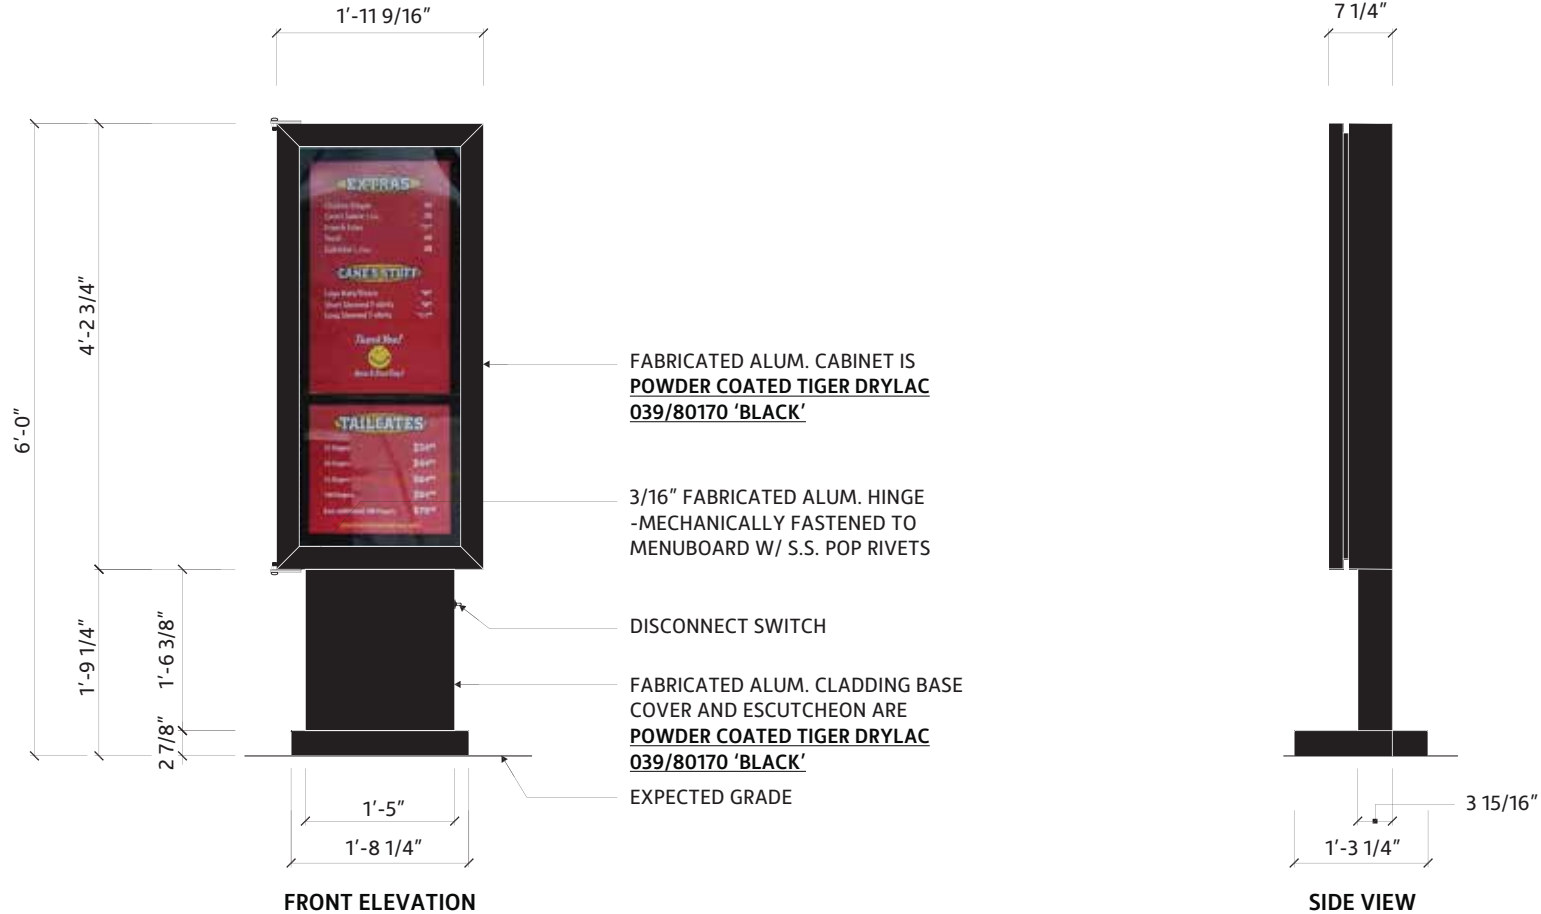 1'-11 9/16"
7 1/4"
6'-0"
4'-2 3/4"
1'-9 1/4"
1'-6 3/8"
2 7/8"
EXTRAS
CANE'S STUFF
Long Sleeved T-shirts
Thank You!
TAILGATES
FABRICATED ALUM. CABINET IS
POWDER COATED TIGER DRYLAC
039/80170 ‘BLACK’
3/16” FABRICATED ALUM. HINGE
-MECHANICALLY FASTENED TO
MENUBOARD W/ S.S. POP RIVETS
DISCONNECT SWITCH
FABRICATED ALUM. CLADDING BASE
COVER AND ESCUTCHEON ARE
POWDER COATED TIGER DRYLAC
039/80170 ‘BLACK’
EXPECTED GRADE
1'-5"
1'-8 1/4"
3 15/16"
1'-3 1/4"
FRONT ELEVATION
SIDE VIEW